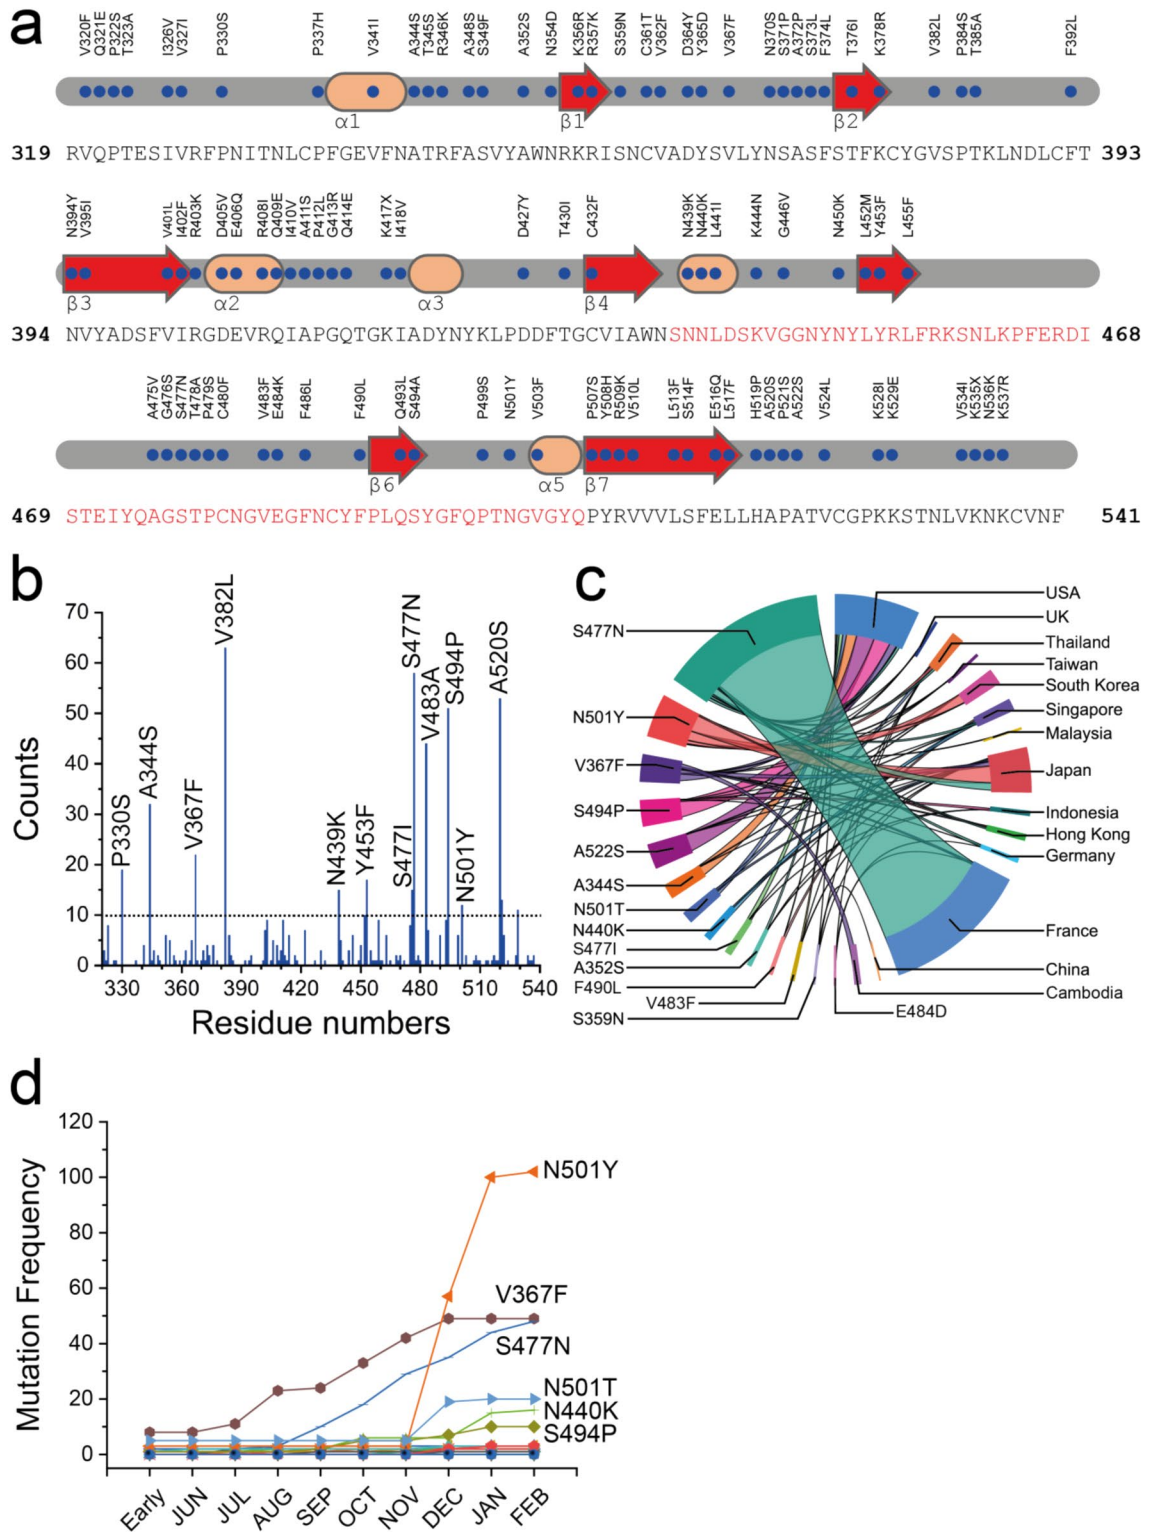 a
V320F Q321E P322S T323A I326V V327I P330S P337H V341I A344S T345S R346K A348S S349F A352S N354D K356R R357K S359N C361T V362F D364Y Y365D V367F N370S S371P A372P S373L F374L T376I K378R V382L P384S T385A F392L
α1 β1 β2
319 RVQPTESIVRFPNITNLCPFGEVFNATRFASVYAWNRKRISNCVADYSVLYNSASFSTFKCYGVSPTKLNDLCFT 393
N394Y V395I V401L I402F R403K D405V E406Q R408I Q409E I410V A411S P412L G413R Q414E K417X I418V D427Y T430I C432F N439K N440K L441I K444N G446V N450K L452M Y453F L455F
β3 α2 α3 β4
394 NVYADSFVIRGDEVRQIAPGQTGKIADYNYKLPDDFTGCVIAWNSNNLDSKVGGNYNYLYRLFRKSNLKPFERDI 468
A475V G476S S477N T478A P479S C480F V483F E484K F486L F490L Q493L S494A P499S N501Y V503F P507S Y508H R509K V510L L513F S514F E516Q L517F H519P A520S P521S A522S V524L K528I K529E V534I K535X N536K K537R
β6 α5 β7
469 STEIYQAGSTPCNGVEGFNCYFPLQSYGFQPTNGVGYQPYRVVVLSFELLHAPATVCGPKKSTNLVKNKCVNF 541
b
Counts
70
60
50
40
30
20
10
0
P330S A344S V367F V382L N439K Y453F S477I S477N V483A S494P N501Y A520S
330 360 390 420 450 480 510 540
Residue numbers
c
S477N
N501Y
V367F
S494P
A522S
A344S
N501T
N440K
S477I
A352S
F490L
V483F
S359N
E484D
USA
UK
Thailand
Taiwan
South Korea
Singapore
Malaysia
Japan
Indonesia
Hong Kong
Germany
France
China
Cambodia
d
Mutation Frequency
120
100
80
60
40
20
0
N501Y
V367F
S477N
N501T
N440K
S494P
Early JUN JUL AUG SEP OCT NOV DEC JAN FEB